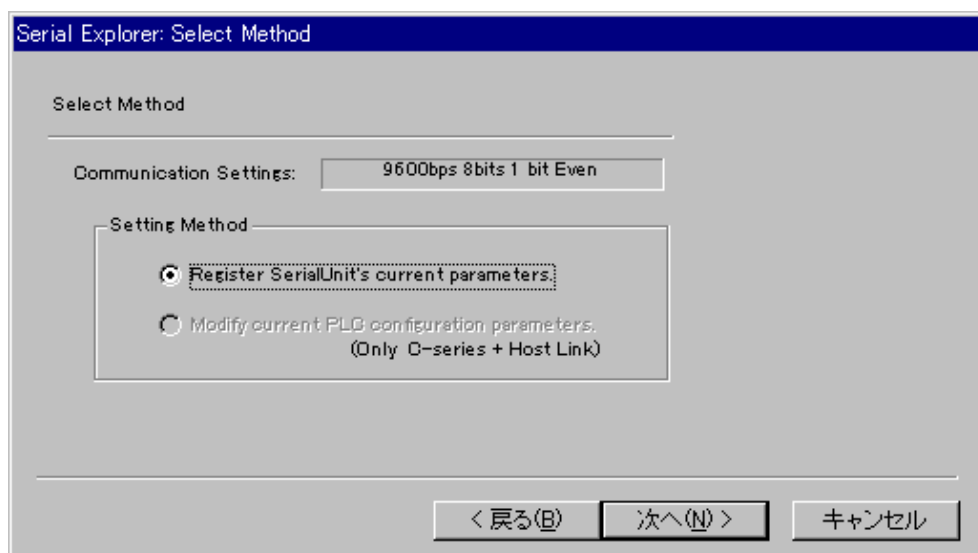 Serial Explorer: Select Method
Select Method
Communication Settings:
9600bps 8bits 1 bit Even
Setting Method
Register SerialUnit's current parameters.
Modify current PLC configuration parameters.
(Only C-series + Host Link)
< 戻る(B)
次へ(N) >
キャンセル